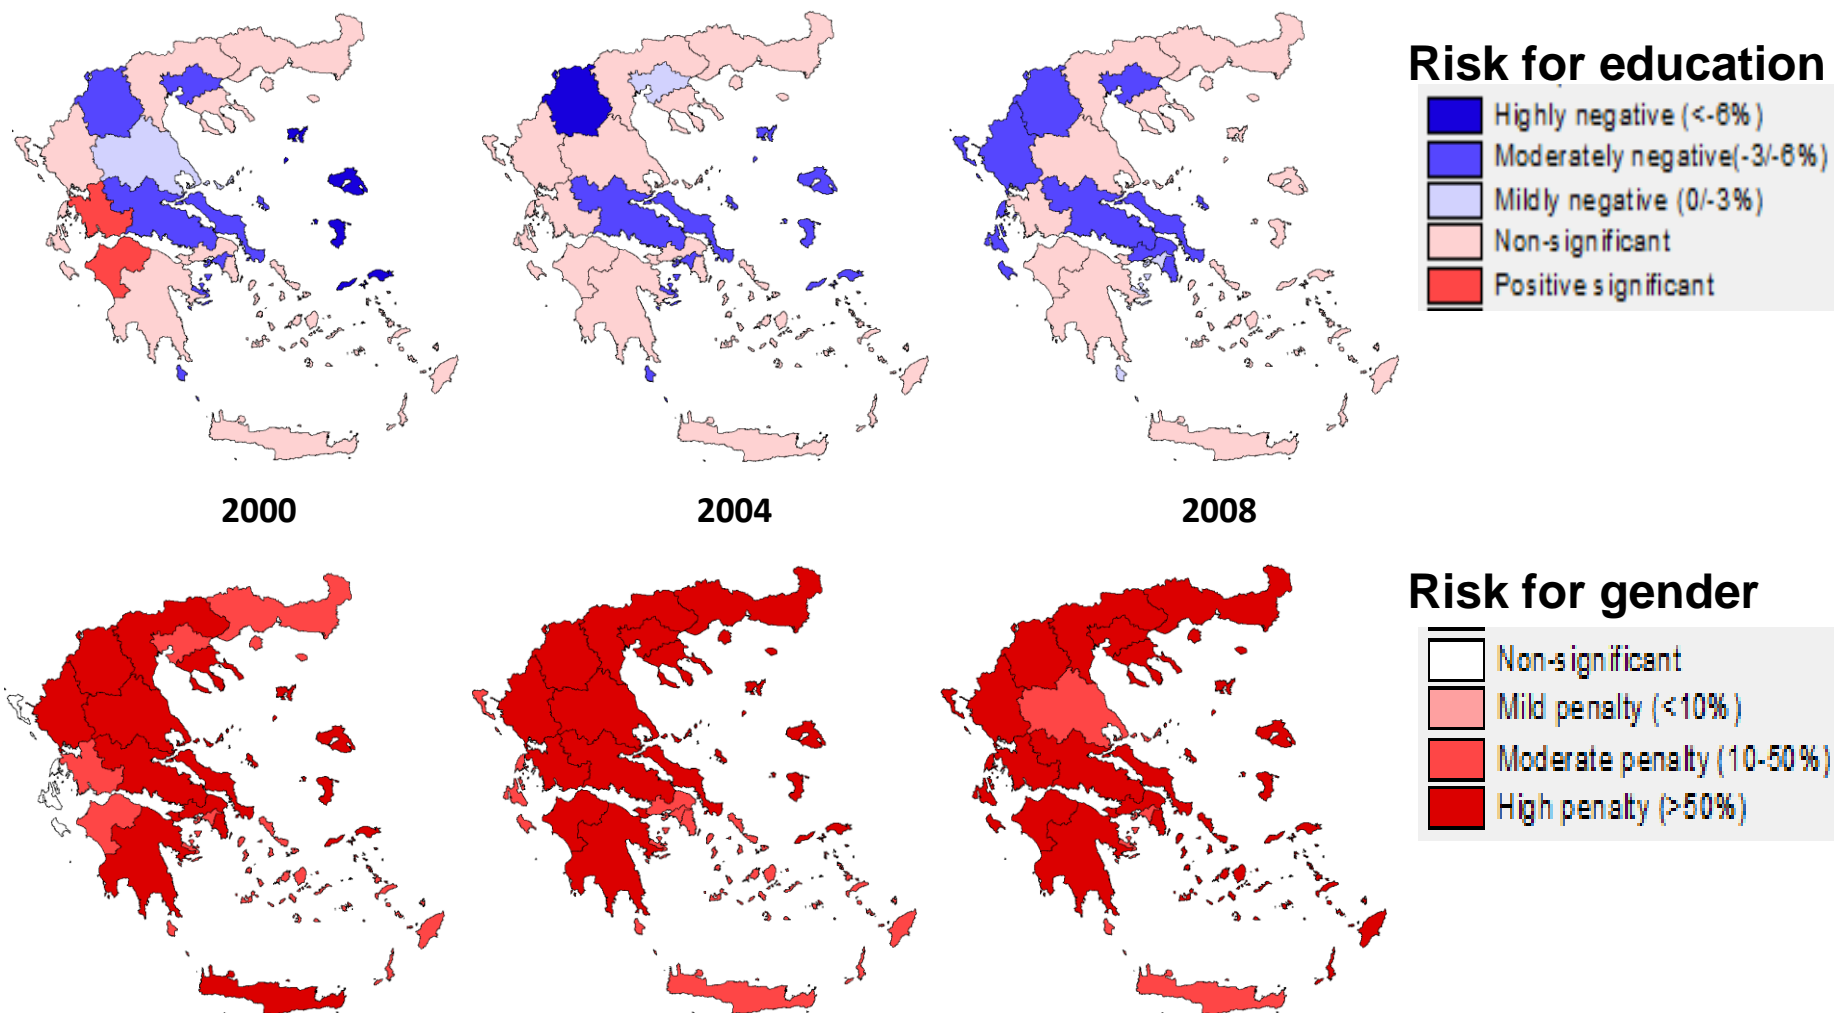 Risk for education
Highly negative (<-6%)
Moderately negative(-3/-6%)
Mildly negative (0/-3%)
Non-significant
Positive significant
2000
2004
2008
Risk for gender
Non-significant
Mild penalty (<10%)
Moderate penalty (10-50%)
High penalty (>50%)